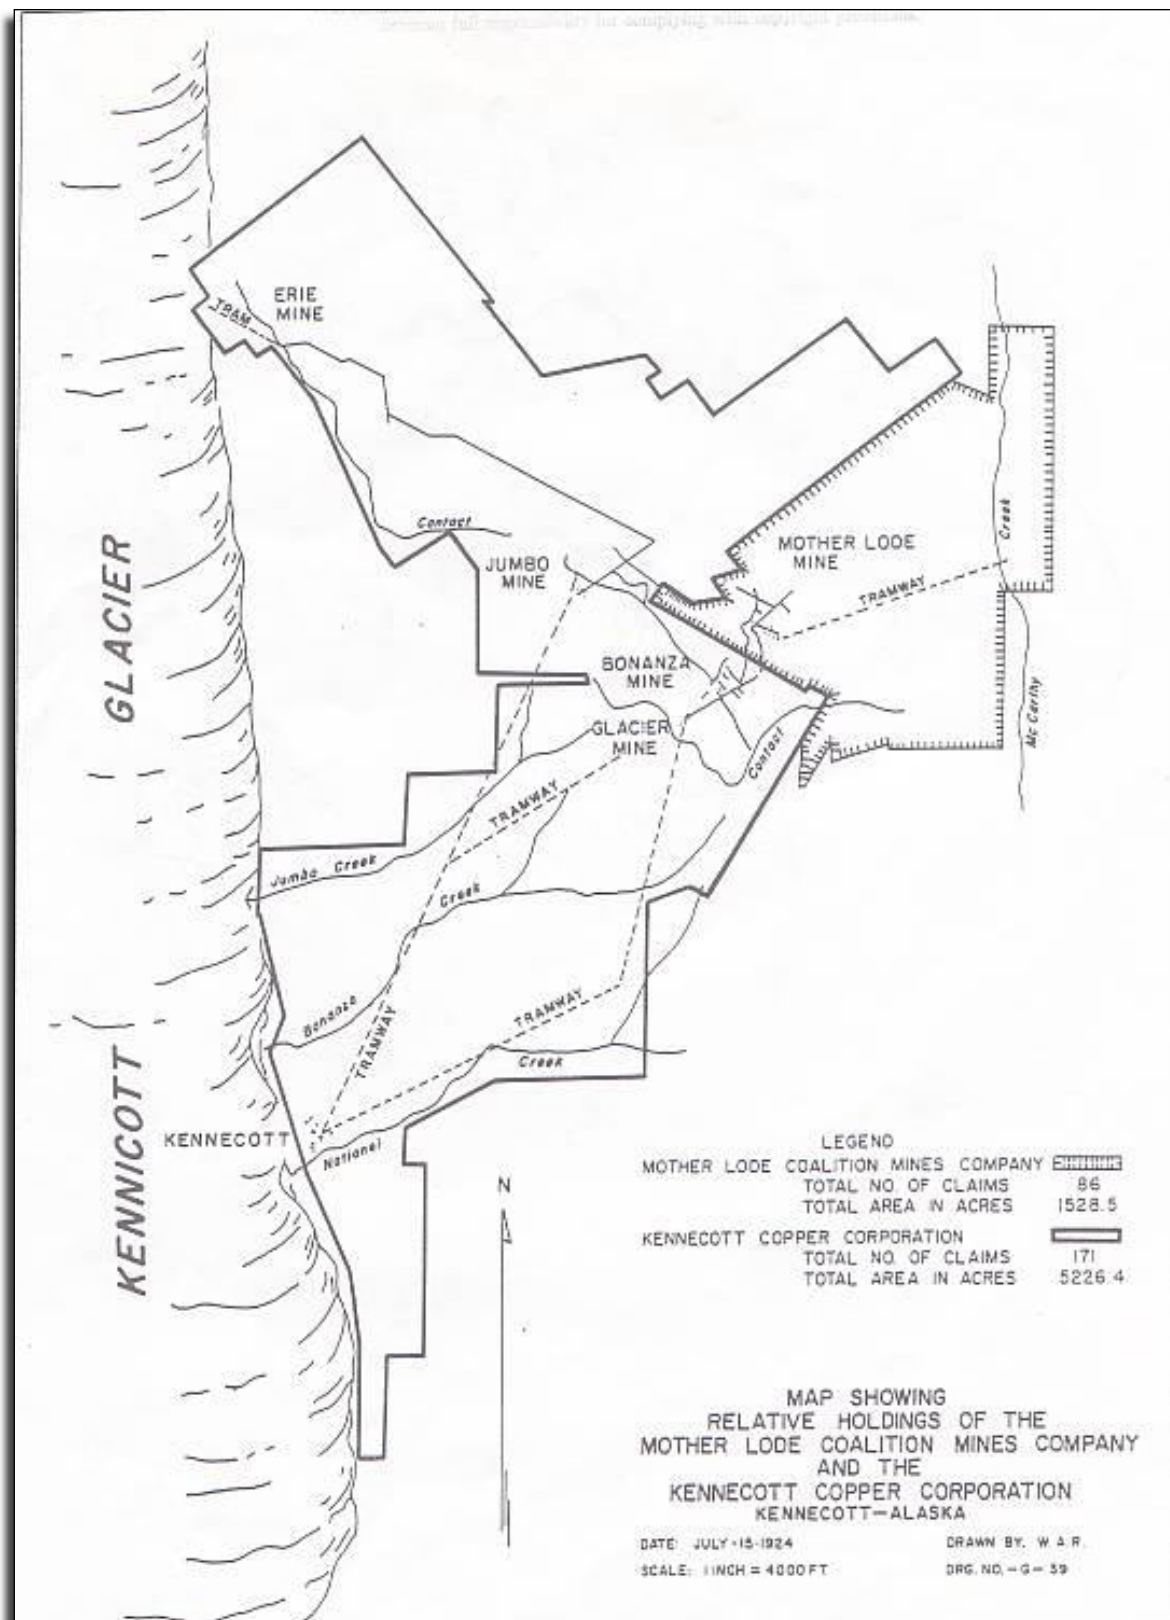 ERIE
MINE
TRAM
Contact
JUMBO
MINE
MOTHER LODE
MINE
TRAMWAY
Creek
Mc Carthy
BONANZA
MINE
GLACIER
MINE
Contact
TRAMWAY
Jumbo Creek
Creek
Bonanza
TRAMWAY
TRAMWAY
Creek
National
KENNECOTT
GLACIER
KENNICOTT
N
LEGEND
MOTHER LODE COALITION MINES COMPANY
TOTAL NO. OF CLAIMS 86
TOTAL AREA IN ACRES 1528.5
KENNECOTT COPPER CORPORATION
TOTAL NO. OF CLAIMS 171
TOTAL AREA IN ACRES 5226.4
MAP SHOWING
RELATIVE HOLDINGS OF THE
MOTHER LODE COALITION MINES COMPANY
AND THE
KENNECOTT COPPER CORPORATION
KENNECOTT-ALASKA
DATE: JULY-15-1924 DRAWN BY. W.A.R.
SCALE: 1 INCH = 4000 FT DRG. NO.-G-39